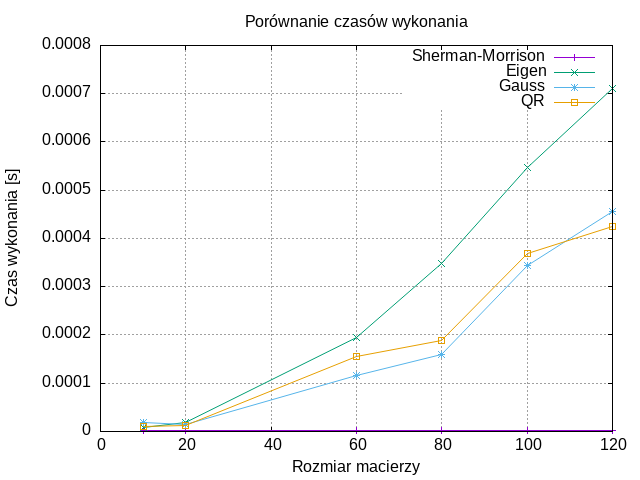 Porównanie czasów wykonania
Sherman-Morrison
Eigen
Gauss
QR
0.0008
0.0007
0.0006
0.0005
0.0004
0.0003
0.0002
0.0001
0
Czas wykonania [s]
0 20 40 60 80 100 120
Rozmiar macierzy